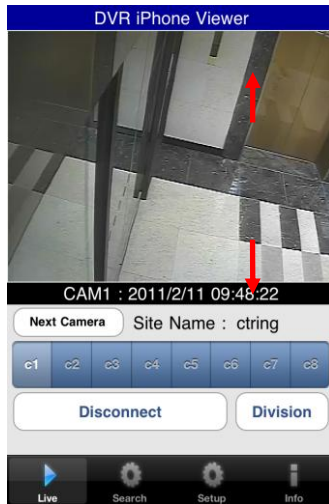 DVR iPhone Viewer
CAM1 : 2011/2/11 09:48:22
Next Camera Site Name : ctring
c1 c2 c3 c4 c5 c6 c7 c8
Disconnect Division
Live Search Setup Info